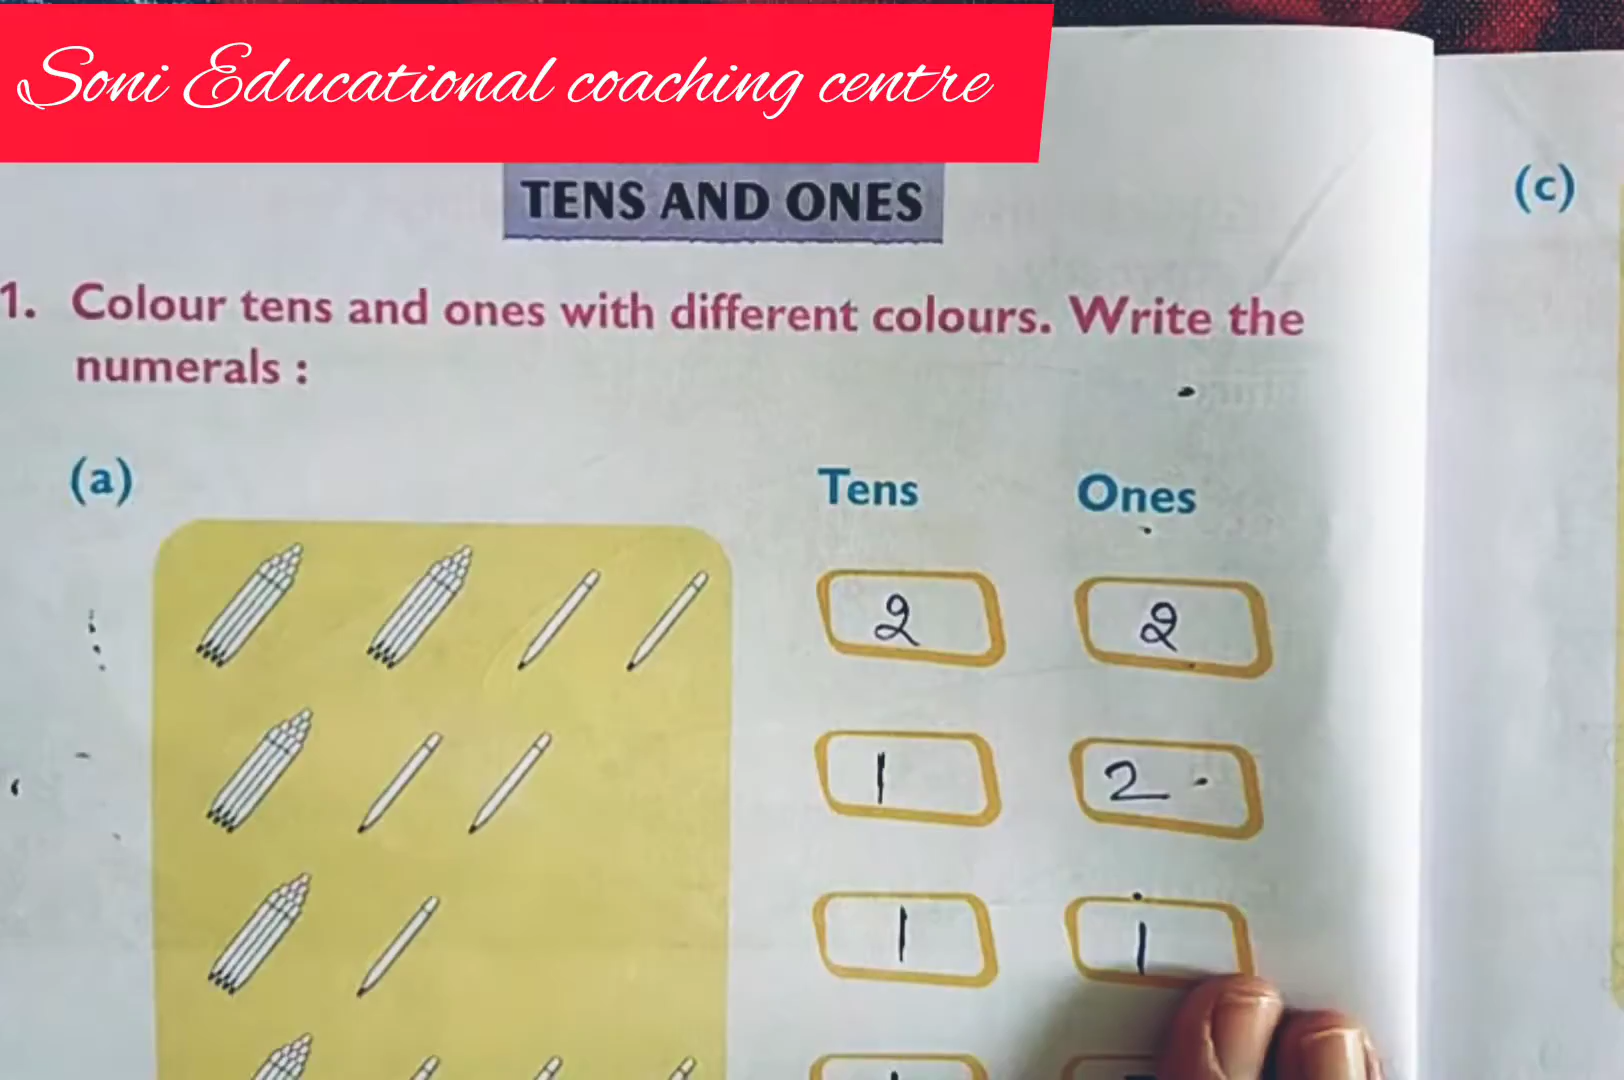 Soni Educational coaching centre
TENS AND ONES
(c)
1. Colour tens and ones with different colours. Write the
numerals :
(a) Tens Ones
2 2
1 2
1 1